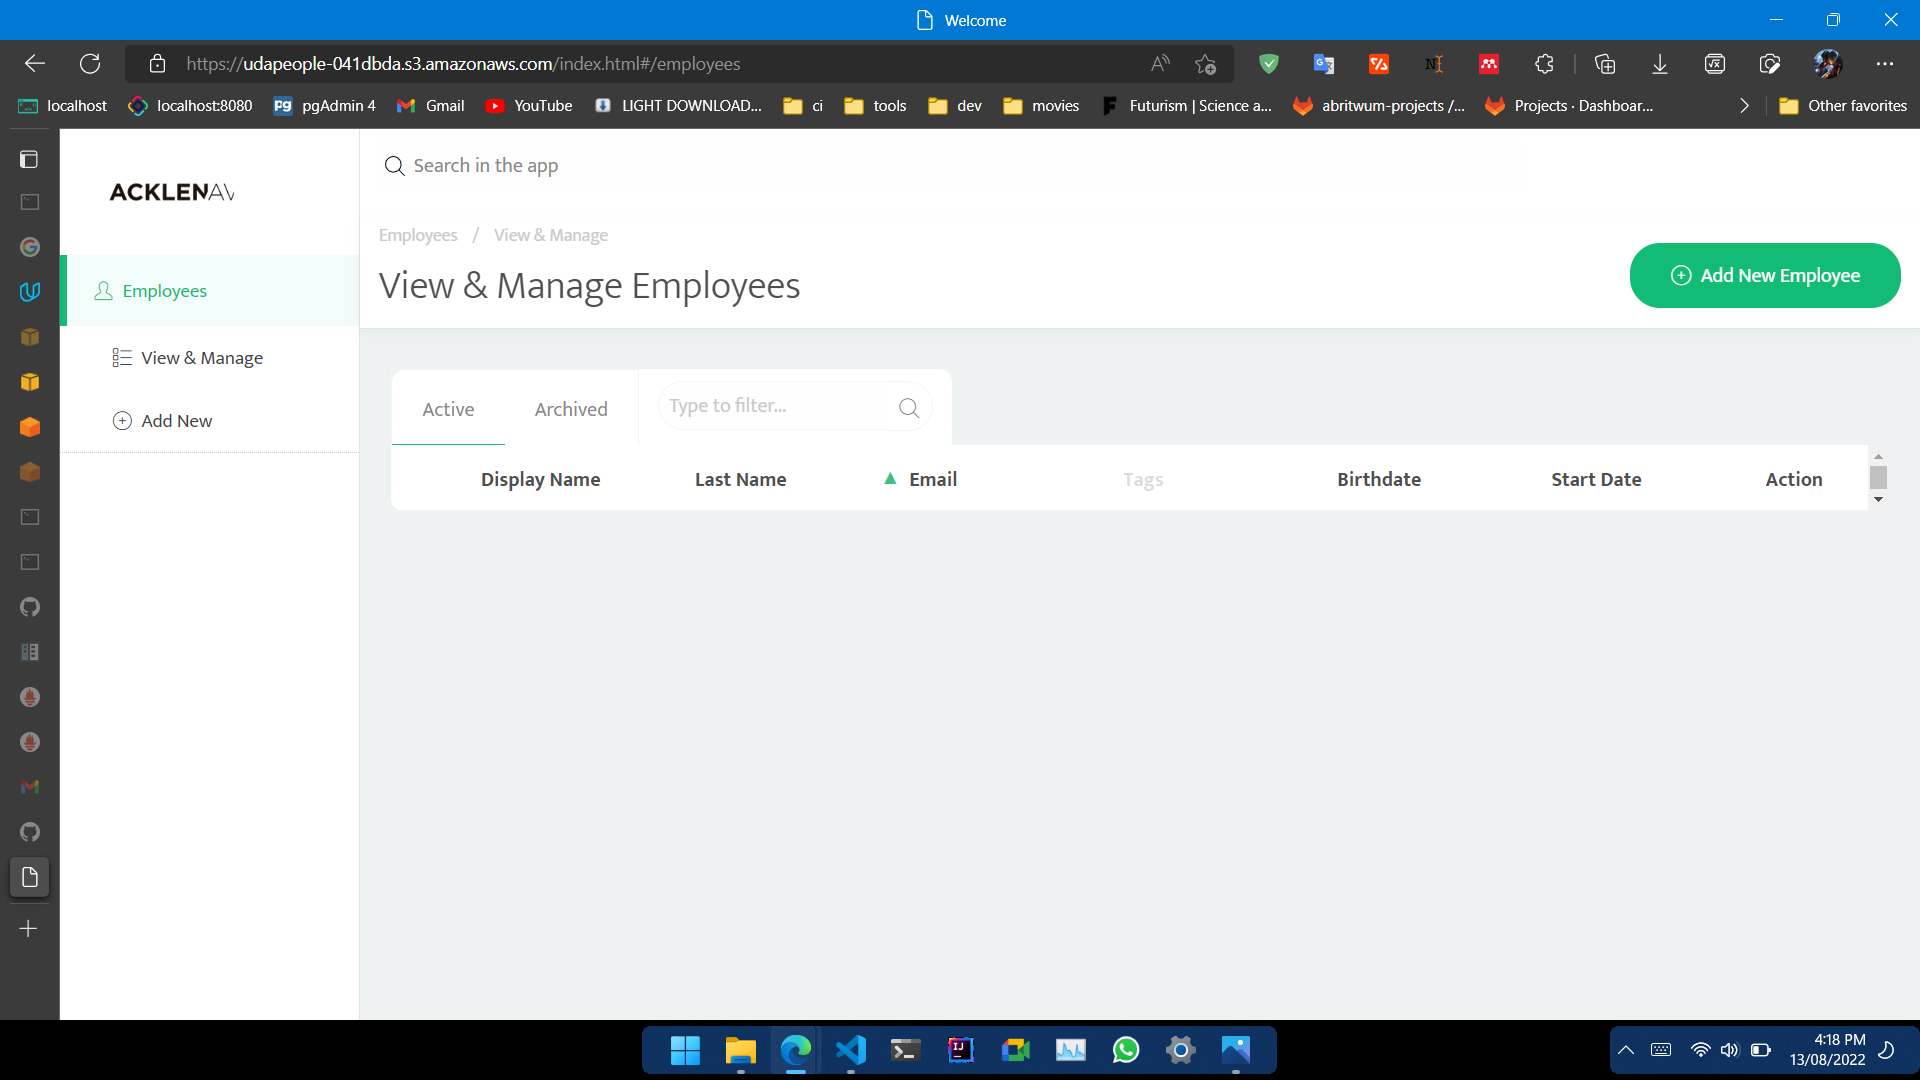 Welcome
https://udapeople-041dbda.s3.amazonaws.com/index.html#/employees
localhost localhost:8080 pgAdmin 4 Gmail YouTube LIGHT DOWNLOAD... ci tools dev movies Futurism | Science a... abritwum-projects /... Projects · Dashboar... Other favorites
ACKLENAV
Search in the app
Employees / View & Manage
View & Manage Employees
Add New Employee
Employees
View & Manage
Add New
Active Archived Type to filter...
Display Name Last Name Email Tags Birthdate Start Date Action
4:18 PM
13/08/2022